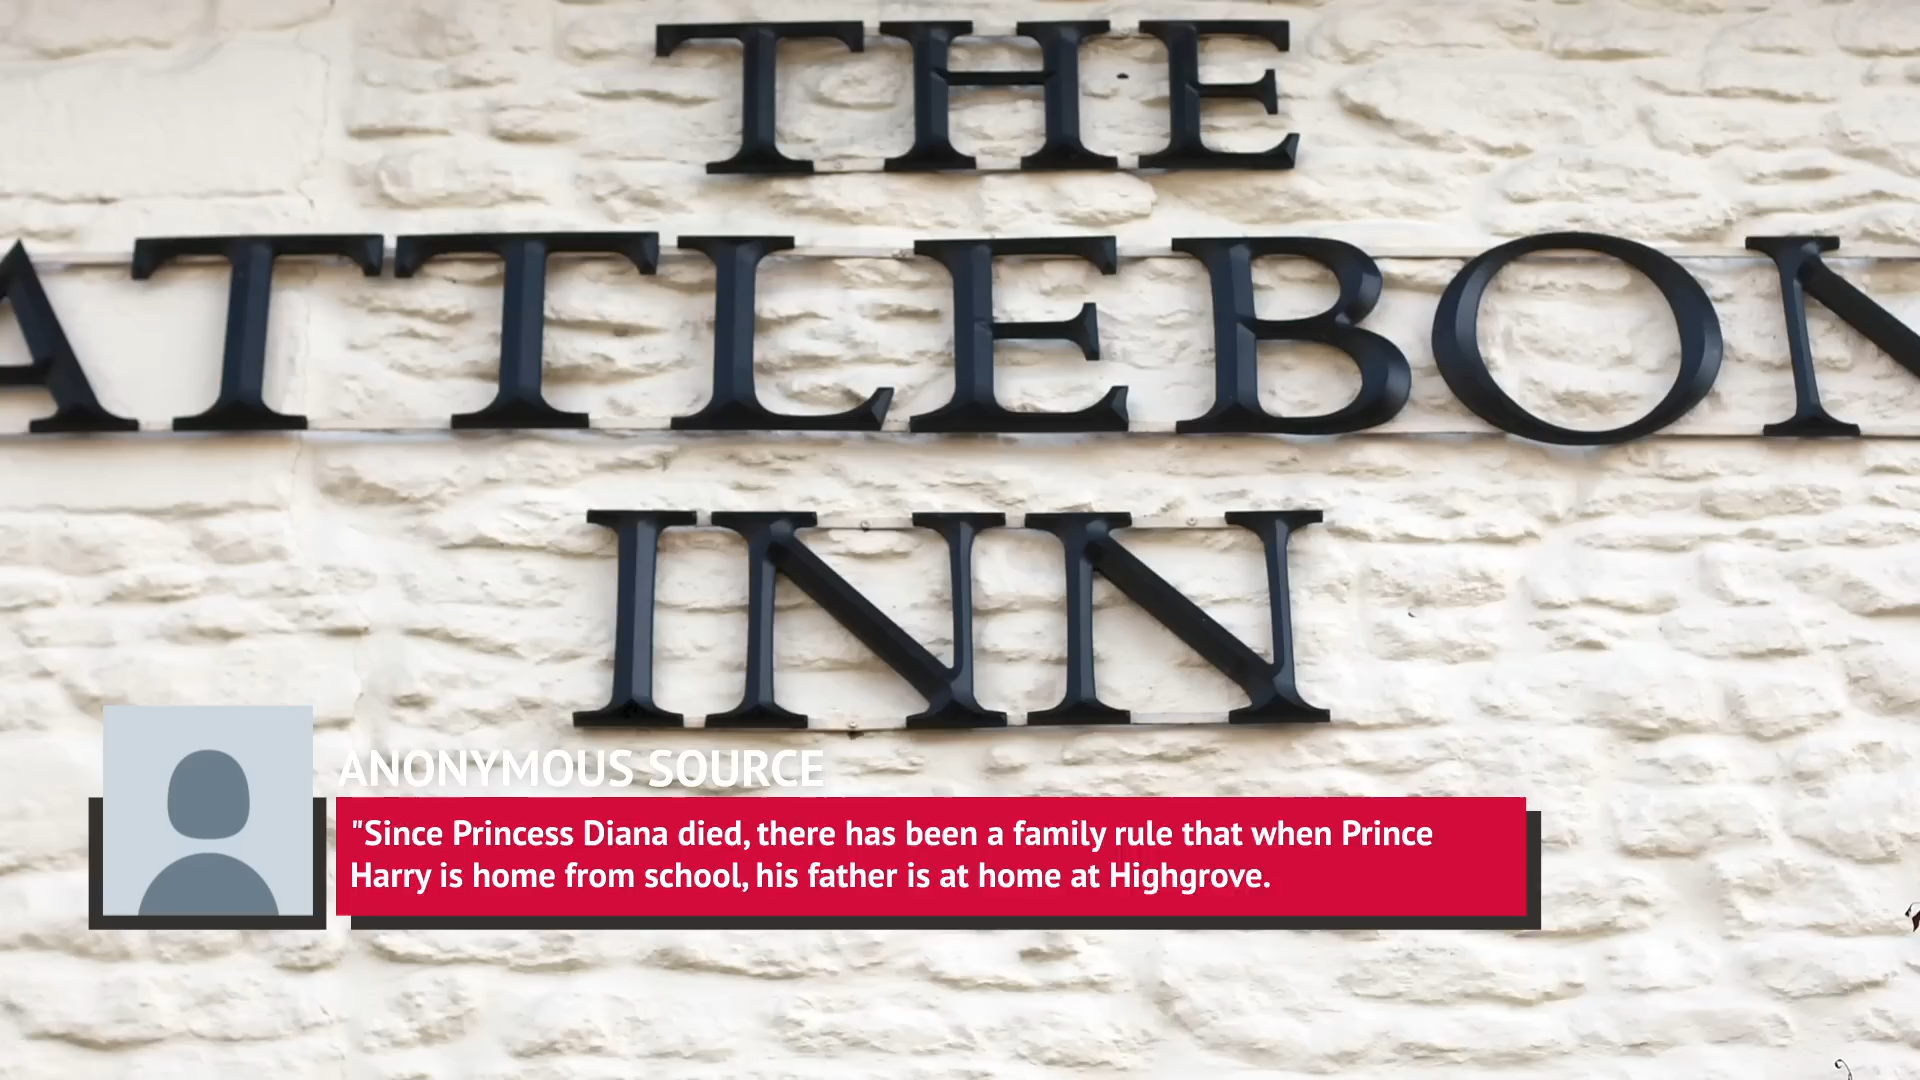 THE
ATTLEBON
INN
ANONYMOUS SOURCE
"Since Princess Diana died, there has been a family rule that when Prince
Harry is home from school, his father is at home at Highgrove.